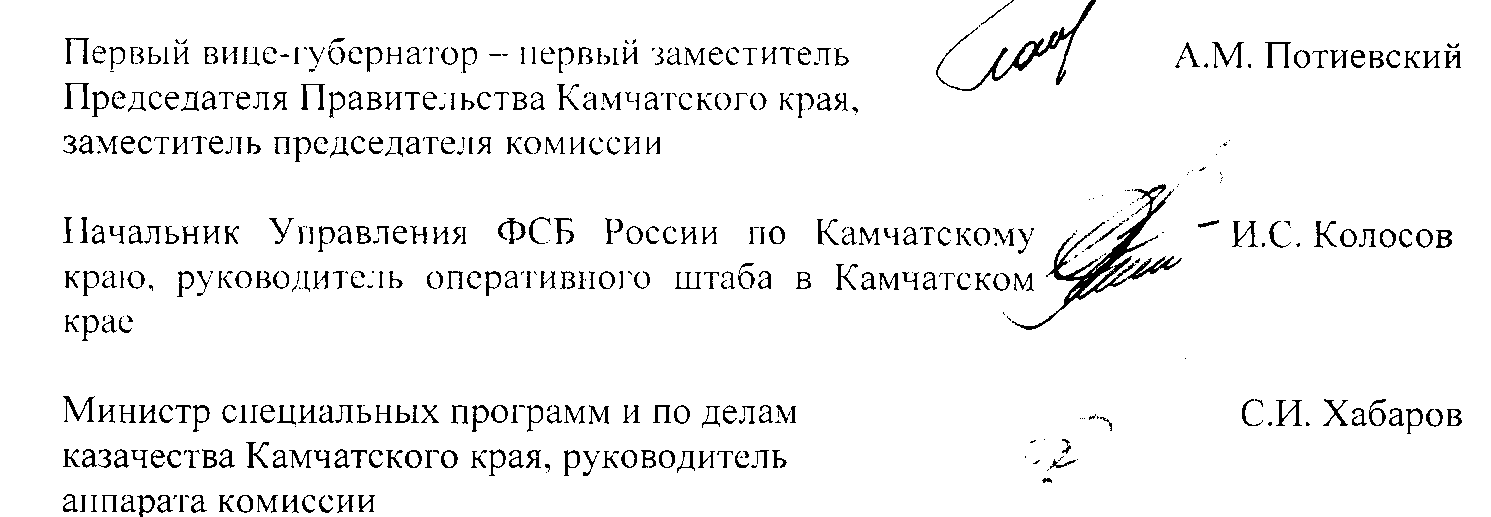 Первый вице-губернатор – первый заместитель А.М. Потиевский
Председателя Правительства Камчатского края,
заместитель председателя комиссии
Начальник Управления ФСБ России по Камчатскому И.С. Колосов
краю, руководитель оперативного штаба в Камчатском
крае
Министр специальных программ и по делам С.И. Хабаров
казачества Камчатского края, руководитель
аппарата комиссии